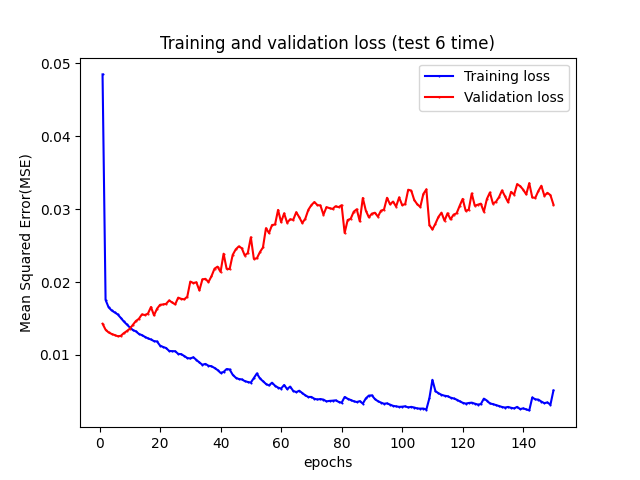 Training and validation loss (test 6 time)
Training loss
Validation loss
Mean Squared Error(MSE)
0.05
0.04
0.03
0.02
0.01
0 20 40 60 80 100 120 140
epochs